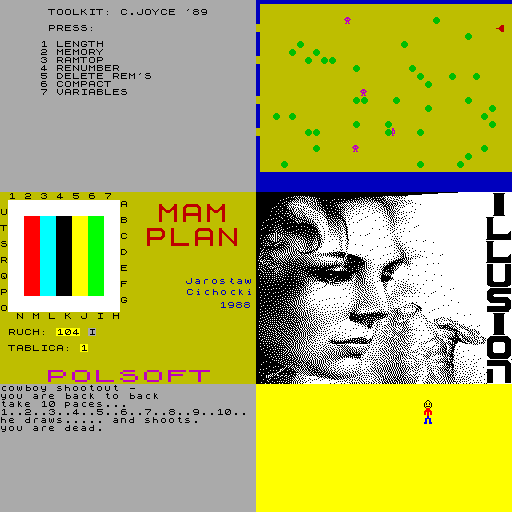 TOOLKIT: C.JOYCE '89
PRESS:
1 LENGTH
2 MEMORY
3 RAMTOP
4 RENUMBER
5 DELETE REM'S
6 COMPACT
7 VARIABLES
1 2 3 4 5 6 7
U T S R Q P O
A B C D E F G
N M L K J I H
MAM
PLAN
Jarosław
Cichocki
1988
RUCH: 104 I
TABLICA: 1
POLSOFT
ILLUSION
cowboy shootout -
you are back to back
take 10 paces...
1..2..3..4..5..6..7..8..9..10..
he draws..... and shoots.
you are dead.